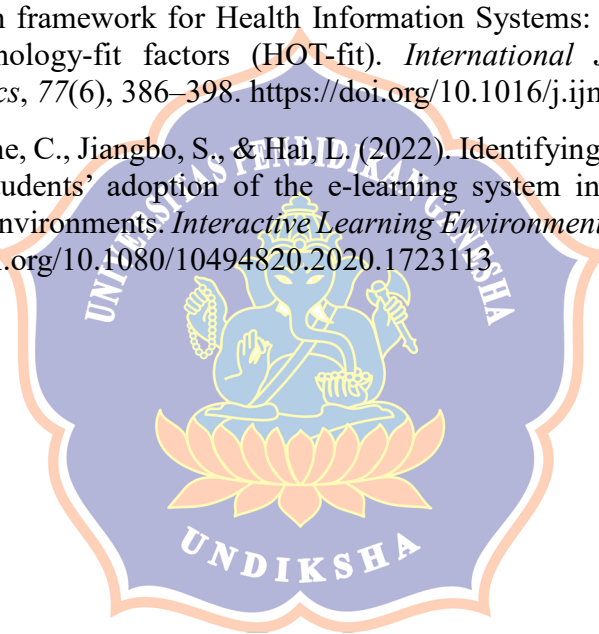 framework for Health Information Systems:
nology-fit factors (HOT-fit). International J
cs, 77(6), 386–398. https://doi.org/10.1016/j.ijm
ne, C., Jiangbo, S., & Hai, L. (2022). Identifying
tudents’ adoption of the e-learning system in
nvironments. Interactive Learning Environment
i.org/10.1080/10494820.2020.1723113
UNIVERSITAS PENDIDIKAN GANESHA
UNDIKSHA